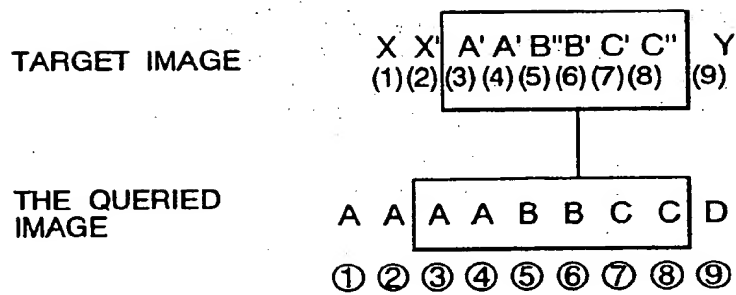 TARGET IMAGE
X X' A' A' B" B' C' C" Y
(1) (2) (3) (4) (5) (6) (7) (8) (9)
THE QUERIED
IMAGE
A A A A B B C C D
① ② ③ ④ ⑤ ⑥ ⑦ ⑧ ⑨